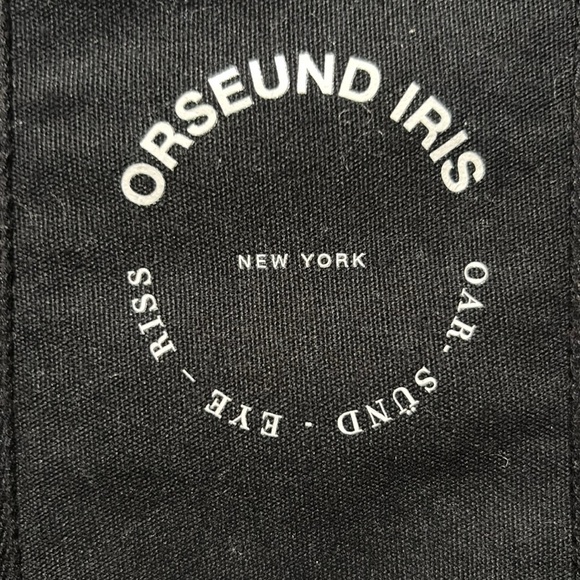 ORSEUND IRIS
NEW YORK
OAR- SÜND - EYE - RISS